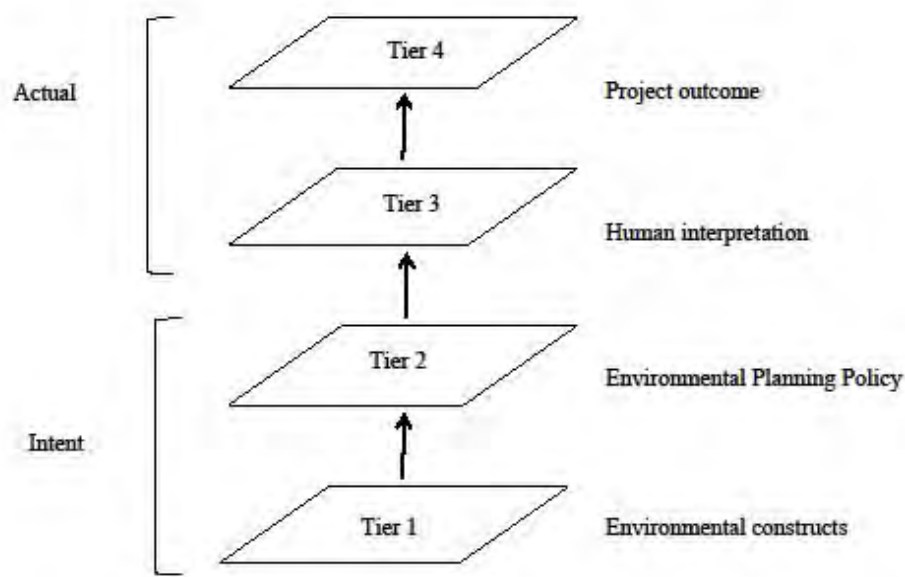 Tier 4
Actual
Project outcome
Tier 3
Human interpretation
Tier 2
Environmental Planning Policy
Intent
Tier 1
Environmental constructs